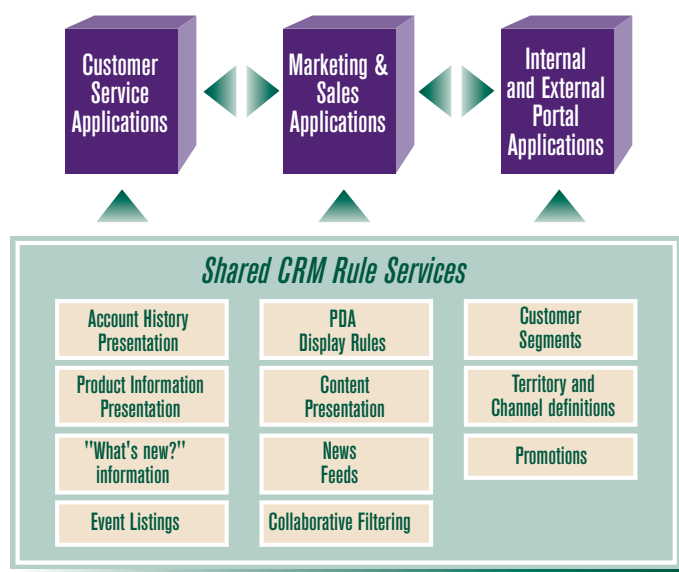 Customer
Service
Applications
Marketing &
Sales
Applications
Internal
and External
Portal
Applications
Shared CRM Rule Services
Account History
Presentation
PDA
Display Rules
Customer
Segments
Product Information
Presentation
Content
Presentation
Territory and
Channel definitions
"What's new?"
information
News
Feeds
Promotions
Event Listings
Collaborative Filtering